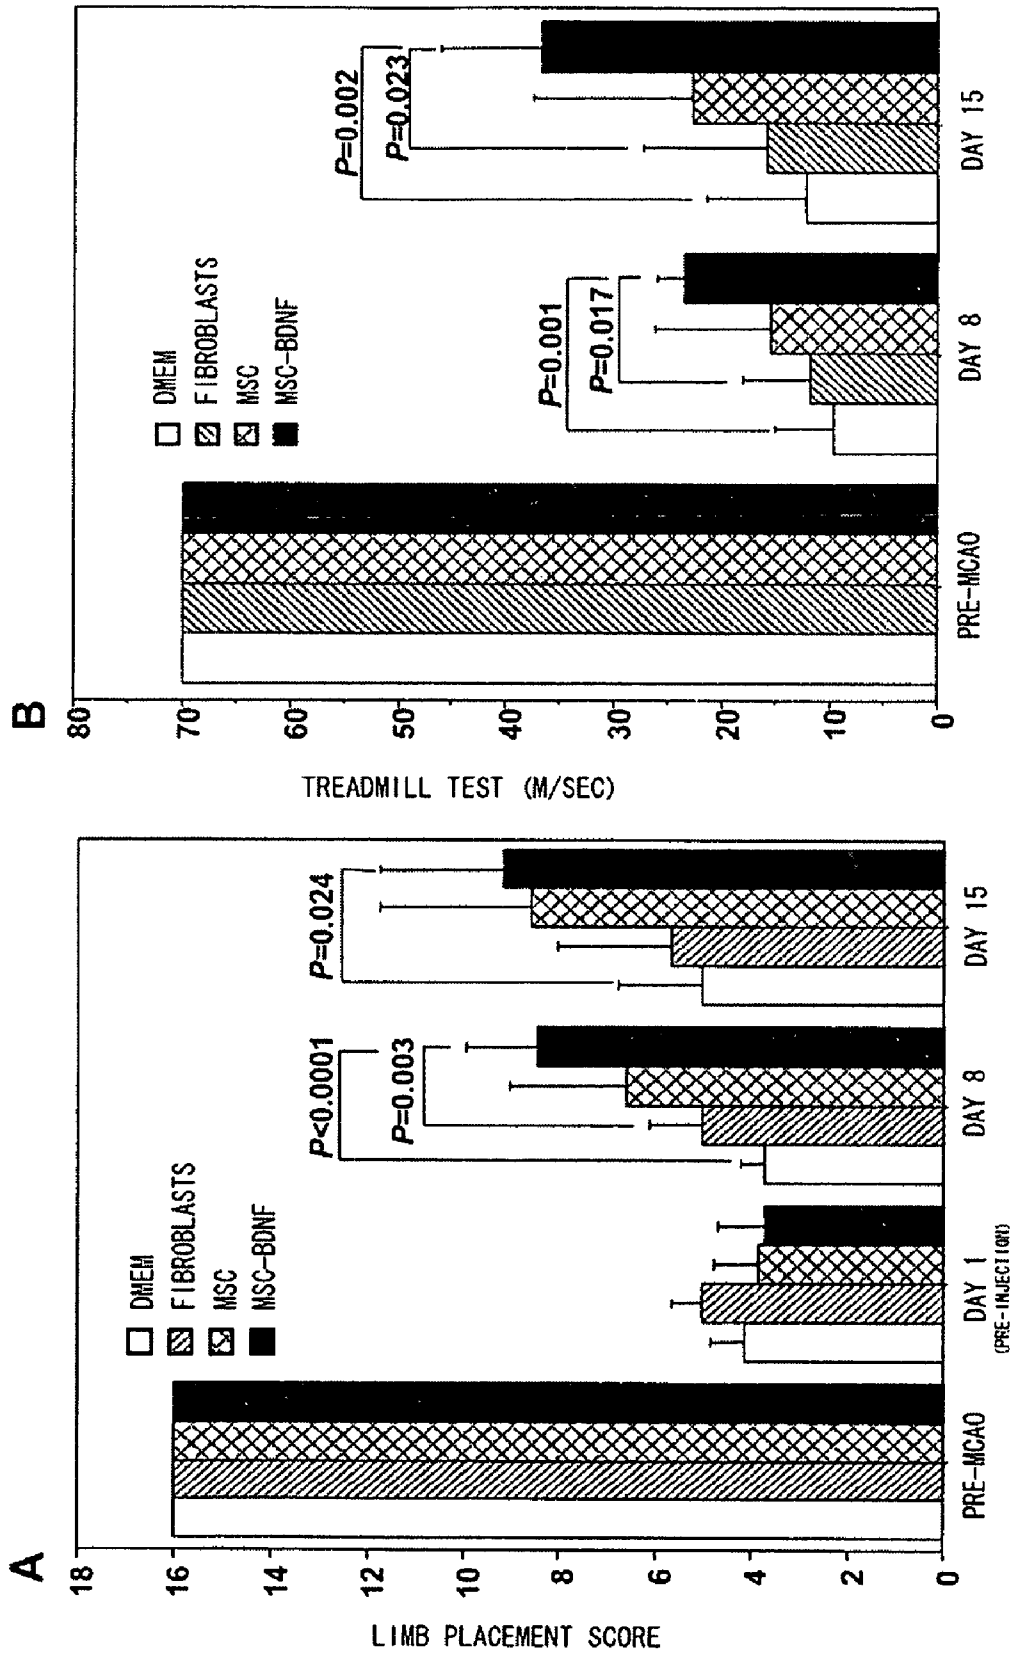 A
LIMB PLACEMENT SCORE
18
16
14
12
10
8
6
4
2
0
DMEM
FIBROBLASTS
MSC
MSC-BDNF
P<0.0001
P=0.003
P=0.024
PRE-MCAO
DAY 1
(PRE-INJECTION)
DAY 8
DAY 15
B
TREADMILL TEST (M/SEC)
80
70
60
50
40
30
20
10
0
DMEM
FIBROBLASTS
MSC
MSC-BDNF
P=0.001
P=0.017
P=0.002
P=0.023
PRE-MCAO
DAY 8
DAY 15